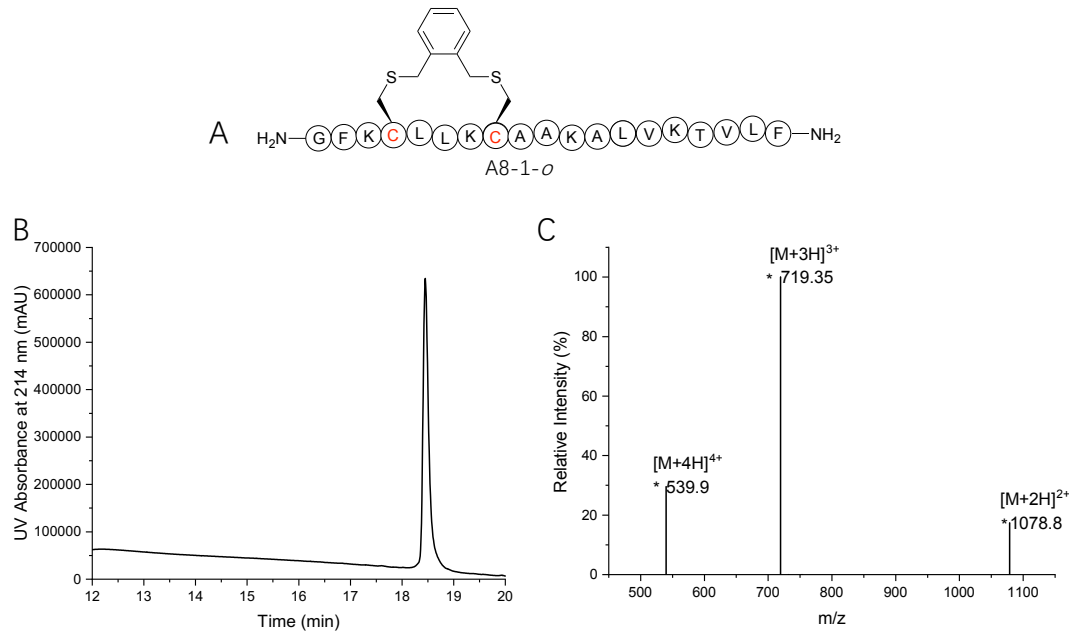 S S
A H₂N G F K C L L K C A A K A L V K T V L F NH₂
A8-1-o
B
700000
600000
500000
400000
300000
200000
100000
0
UV Absorbance at 214 nm (mAU)
12 13 14 15 16 17 18 19 20
Time (min)
C
[M+3H]³⁺
* 719.35
[M+4H]⁴⁺
* 539.9
[M+2H]²⁺
* 1078.8
100
80
60
40
20
0
Relative Intensity (%)
500 600 700 800 900 1000 1100
m/z